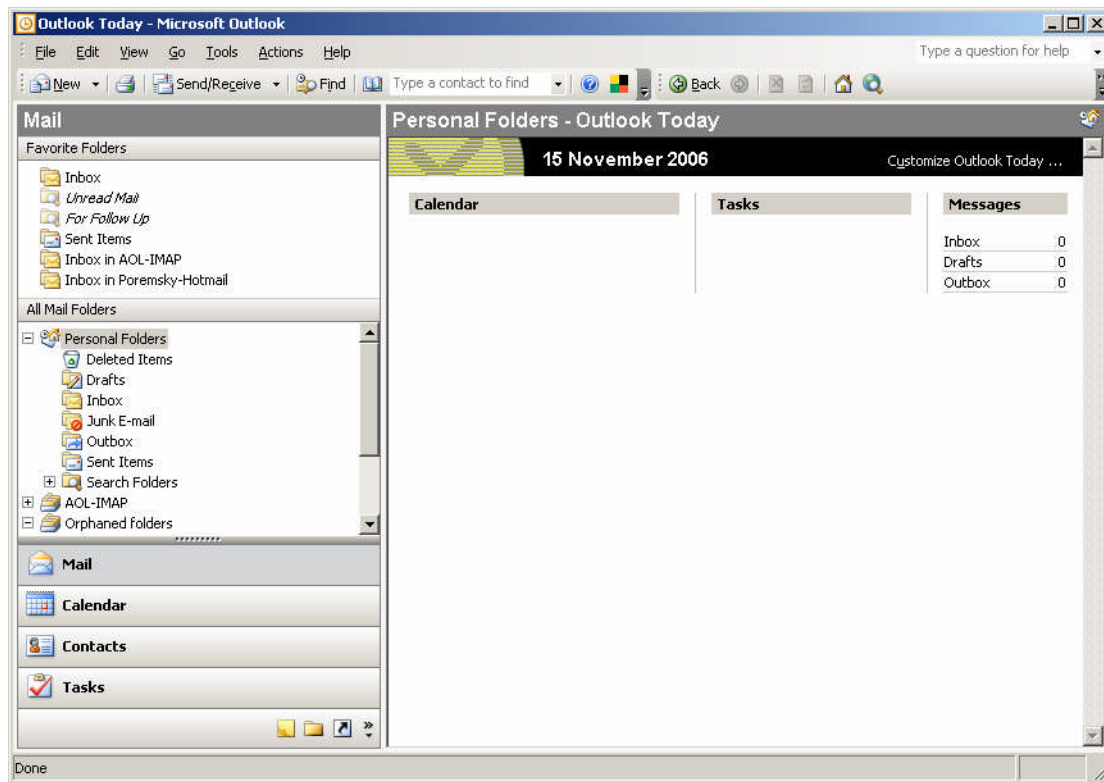 Outlook Today - Microsoft Outlook
File Edit View Go Tools Actions Help Type a question for help
New Send/Receive Find Type a contact to find Back
Mail
Favorite Folders
Inbox
Unread Mail
For Follow Up
Sent Items
Inbox in AOL-IMAP
Inbox in Poremsky-Hotmail
All Mail Folders
Personal Folders
Deleted Items
Drafts
Inbox
Junk E-mail
Outbox
Sent Items
Search Folders
AOL-IMAP
Orphaned folders
Mail
Calendar
Contacts
Tasks
Personal Folders - Outlook Today
15 November 2006 Customize Outlook Today ...
Calendar Tasks Messages
Inbox 0
Drafts 0
Outbox 0
Done